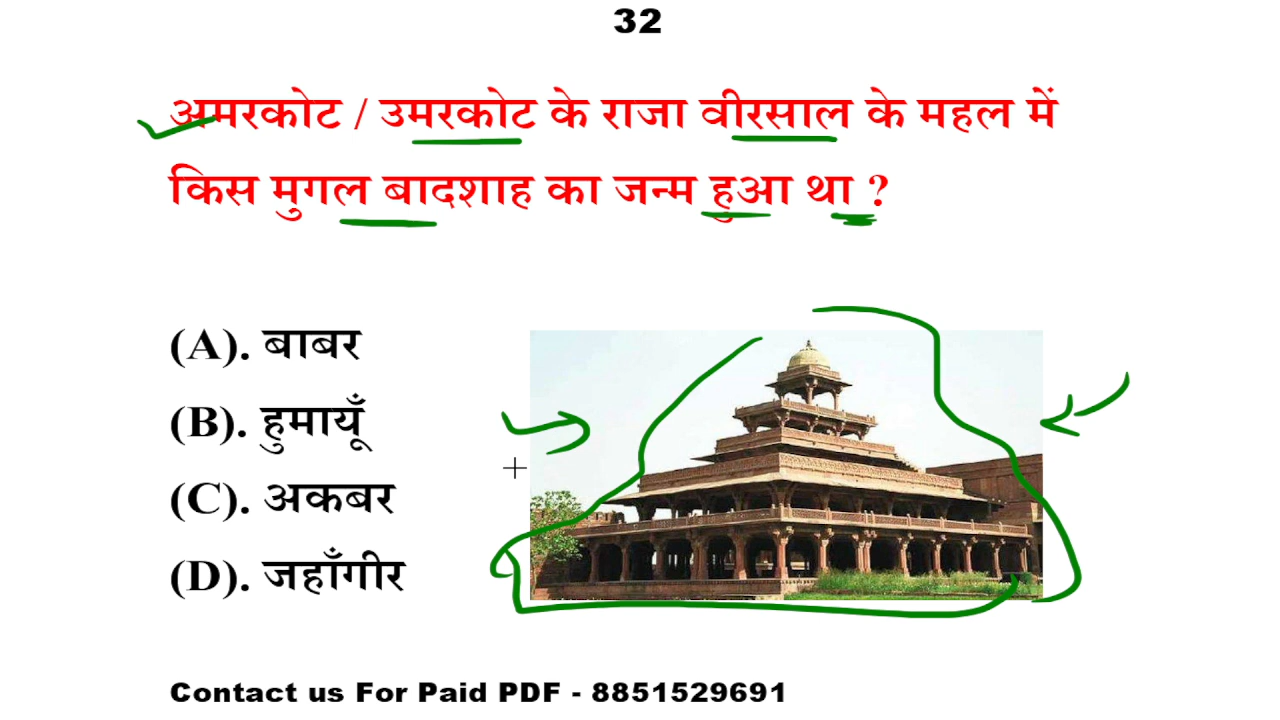 32
अमरकोट / उमरकोट के राजा वीरसाल के महल में
किस मुगल बादशाह का जन्म हुआ था ?
(A). बाबर
(B). हुमायूँ
(C). अकबर
(D). जहाँगीर
Contact us For Paid PDF - 8851529691